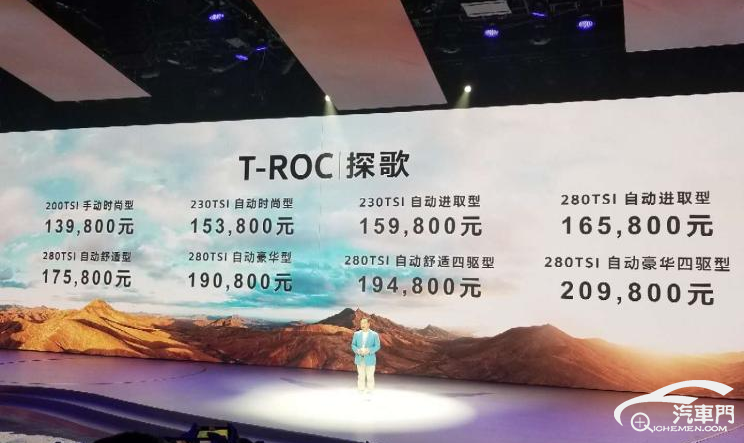 T-ROC | 探歌
200TSI 手动时尚型
139,800元
230TSI 自动时尚型
153,800元
230TSI 自动进取型
159,800元
280TSI 自动进取型
165,800元
280TSI 自动舒适型
175,800元
280TSI 自动豪华型
190,800元
280TSI 自动舒适四驱型
194,800元
280TSI 自动豪华四驱型
209,800元
汽車門
QICHEMEN.COM